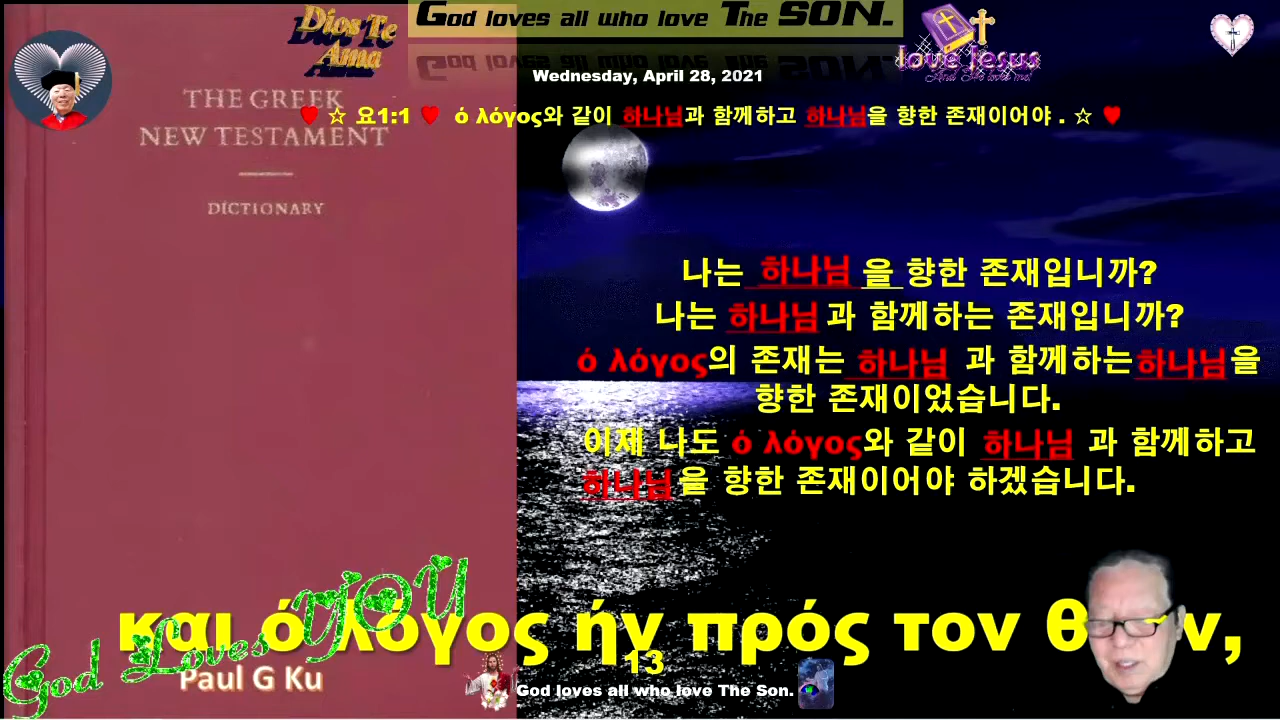 Dios Te
Ama
God loves all who love The SON.
love Jesus
And He loves me!
Wednesday, April 28, 2021
THE GREEK
NEW TESTAMENT
DICTIONARY
♥ ☆ 요1:1 ♥ ὁ λόγος와 같이 하나님과 함께하고 하나님을 향한 존재이어야 . ☆ ♥
나는 하나님 을 향한 존재입니까?
나는 하나님 과 함께하는 존재입니까?
ὁ λόγος의 존재는 하나님 과 함께하는하나님을
향한 존재이었습니다.
이제 나도 ὁ λόγος와 같이 하나님 과 함께하고
하나님을 향한 존재이어야 하겠습니다.
God Loves YOU
και ὁ λόγος ήν πρός τον
13
Paul G Ku
God loves all who love The Son.